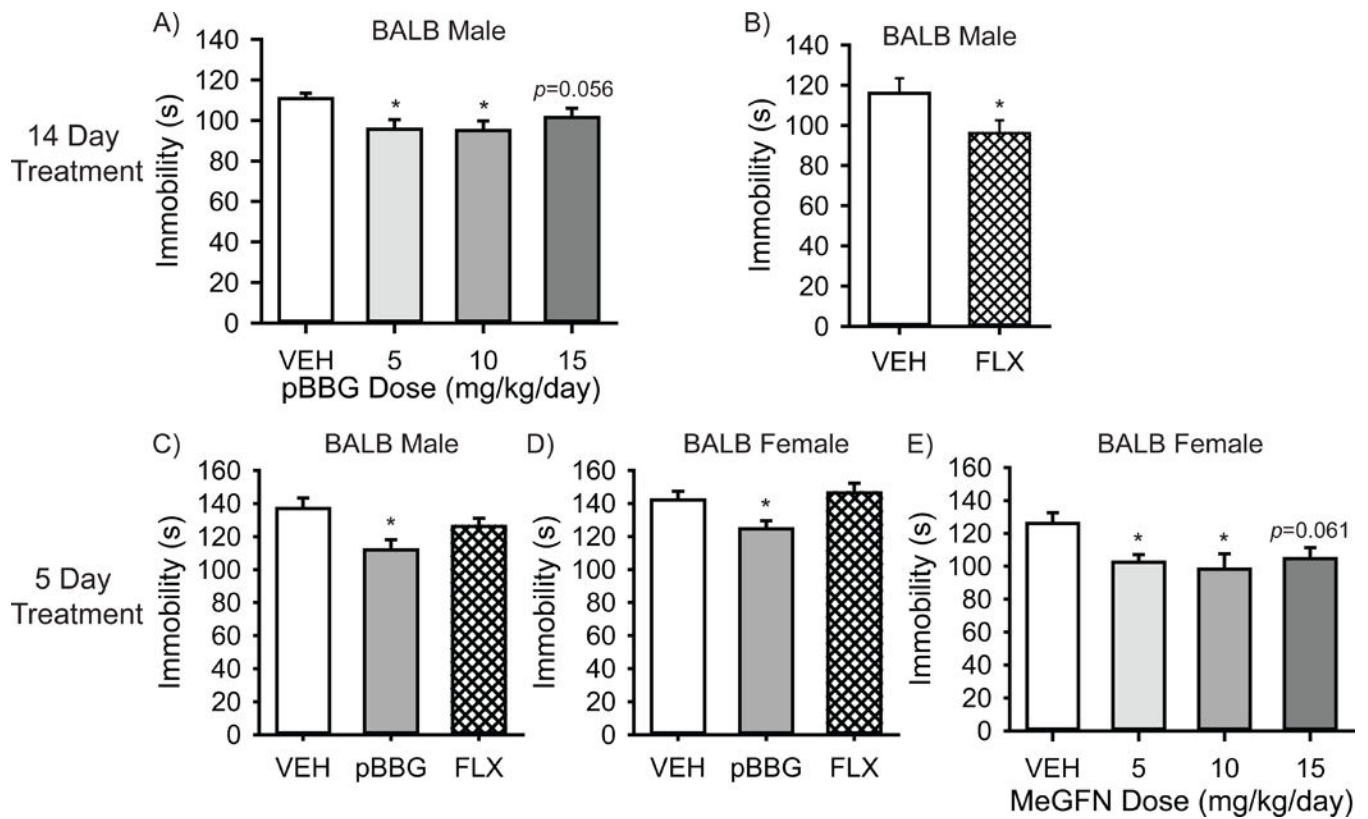 A)
BALB Male
14 Day
Treatment
Immobility (s)
140
120
100
80
60
40
20
0
*
*
p=0.056
VEH 5 10 15
pBBG Dose (mg/kg/day)
B)
BALB Male
Immobility (s)
140
120
100
80
60
40
20
0
*
VEH FLX
5 Day
Treatment
C)
BALB Male
Immobility (s)
160
140
120
100
80
60
40
20
0
*
VEH pBBG FLX
D)
BALB Female
Immobility (s)
160
140
120
100
80
60
40
20
0
*
VEH pBBG FLX
E)
BALB Female
Immobility (s)
160
140
120
100
80
60
40
20
0
*
*
p=0.061
VEH 5 10 15
MeGFN Dose (mg/kg/day)